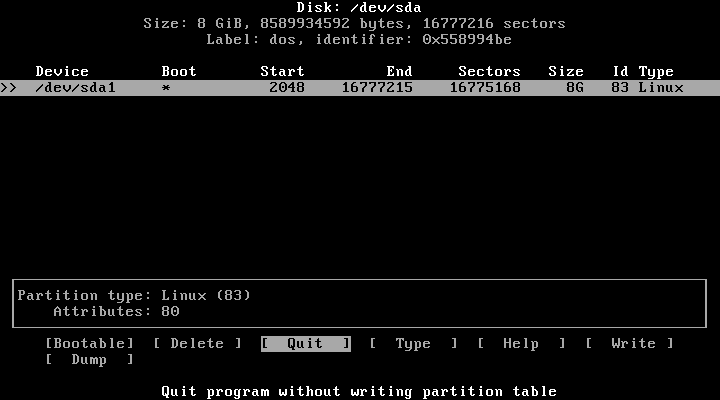 Disk: /dev/sda
Size: 8 GiB, 8589934592 bytes, 16777216 sectors
Label: dos, identifier: 0x558994be
Device Boot Start End Sectors Size Id Type
>> /dev/sda1 * 2048 16777215 16775168 8G 83 Linux
Partition type: Linux (83)
Attributes: 80
[Bootable] [ Delete ] [ Quit ] [ Type ] [ Help ] [ Write ]
[ Dump ]
Quit program without writing partition table